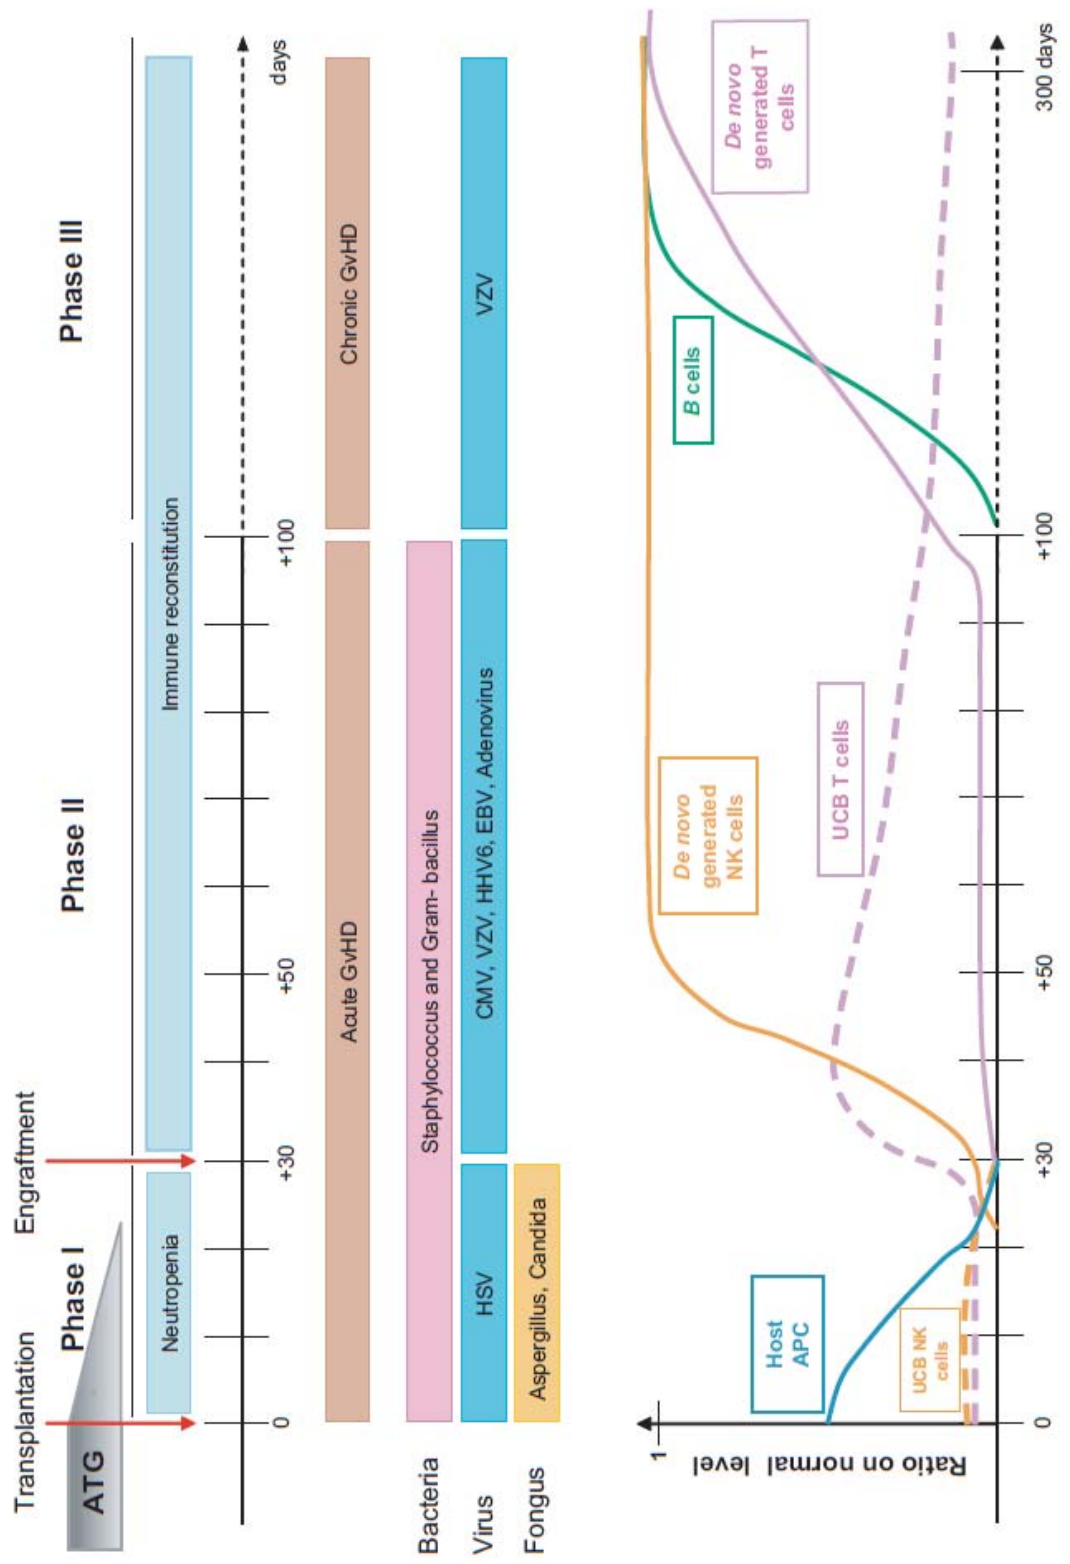 Transplantation
Engraftment
Phase I
Phase II
Phase III
ATG
Neutropenia
Immune reconstitution
0
+30
+50
+100
days
Acute GvHD
Chronic GvHD
Bacteria
Staphylococcus and Gram- bacillus
Virus
HSV
CMV, VZV, HHV6, EBV, Adenovirus
VZV
Fongus
Aspergillus, Candida
1
Ratio on normal level
Host
APC
UCB NK
cells
De novo
generated
NK cells
UCB T cells
B cells
De novo
generated T
cells
0
+30
+50
+100
300 days